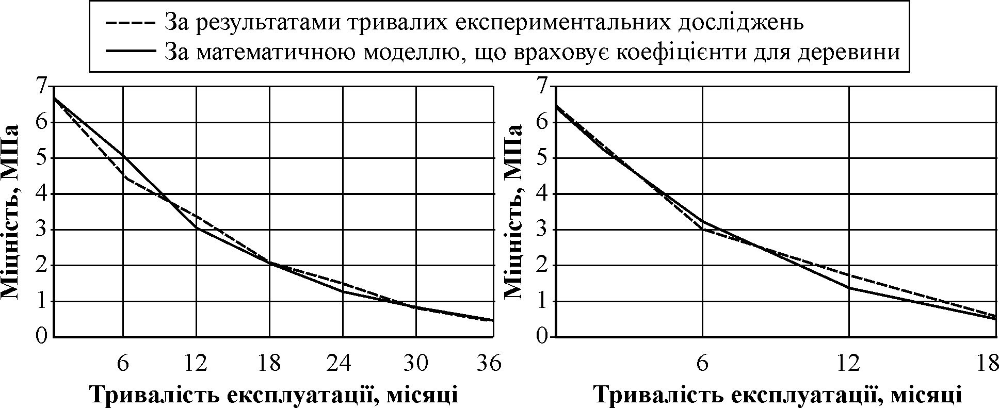 За результатами тривалих експериментальних досліджень
За математичною моделлю, що враховує коефіцієнти для деревини
Міцність, МПа
7
6
5
4
3
2
1
0
6 12 18 24 30 36
Тривалість експлуатації, місяці
Міцність, МПа
7
6
5
4
3
2
1
0
6 12 18
Тривалість експлуатації, місяці